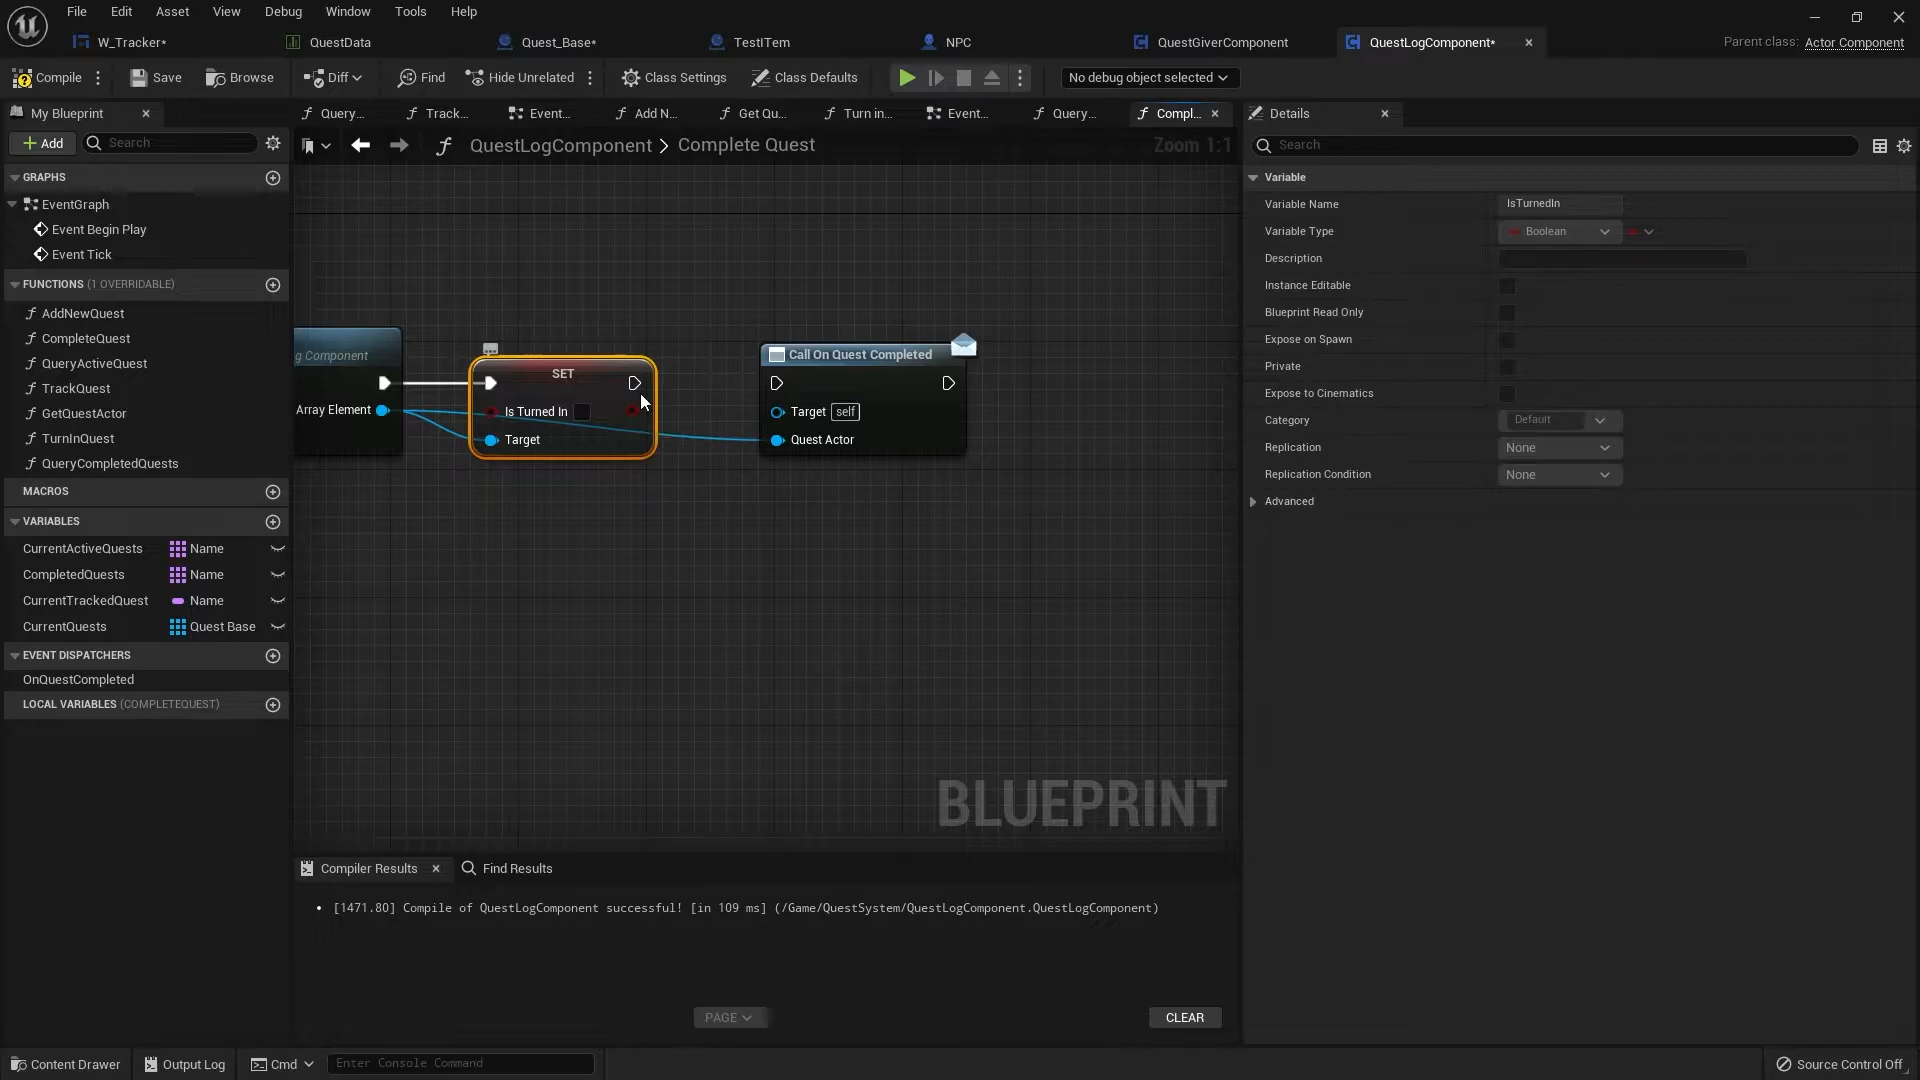 File Edit Asset View Debug Window Tools Help
W_Tracker* QuestData Quest_Base* TestITem NPC QuestGiverComponent QuestLogComponent* Parent class: Actor Component
Compile Save Browse Diff Find Hide Unrelated Class Settings Class Defaults No debug object selected
My Blueprint Query... Track... Event... Add N... Get Qu... Turn in... Event... Query... Compl... Details
Add Search QuestLogComponent > Complete Quest Zoom 1:1 Search
GRAPHS
EventGraph
Event Begin Play
Event Tick
FUNCTIONS (1 OVERRIDABLE)
AddNewQuest
CompleteQuest
QueryActiveQuest
TrackQuest
GetQuestActor
TurnInQuest
QueryCompletedQuests
MACROS
VARIABLES
CurrentActiveQuests Name
CompletedQuests Name
CurrentTrackedQuest Name
CurrentQuests Quest Base
EVENT DISPATCHERS
OnQuestCompleted
LOCAL VARIABLES (COMPLETEQUEST)
g Component
Array Element
SET
Is Turned In
Target
Call On Quest Completed
Target self
Quest Actor
BLUEPRINT
Variable
Variable Name IsTurnedIn
Variable Type Boolean
Description
Instance Editable
Blueprint Read Only
Expose on Spawn
Private
Expose to Cinematics
Category Default
Replication None
Replication Condition None
Advanced
Compiler Results Find Results
[1471.80] Compile of QuestLogComponent successful! [in 109 ms] (/Game/QuestSystem/QuestLogComponent.QuestLogComponent)
PAGE CLEAR
Content Drawer Output Log Cmd Enter Console Command Source Control Off